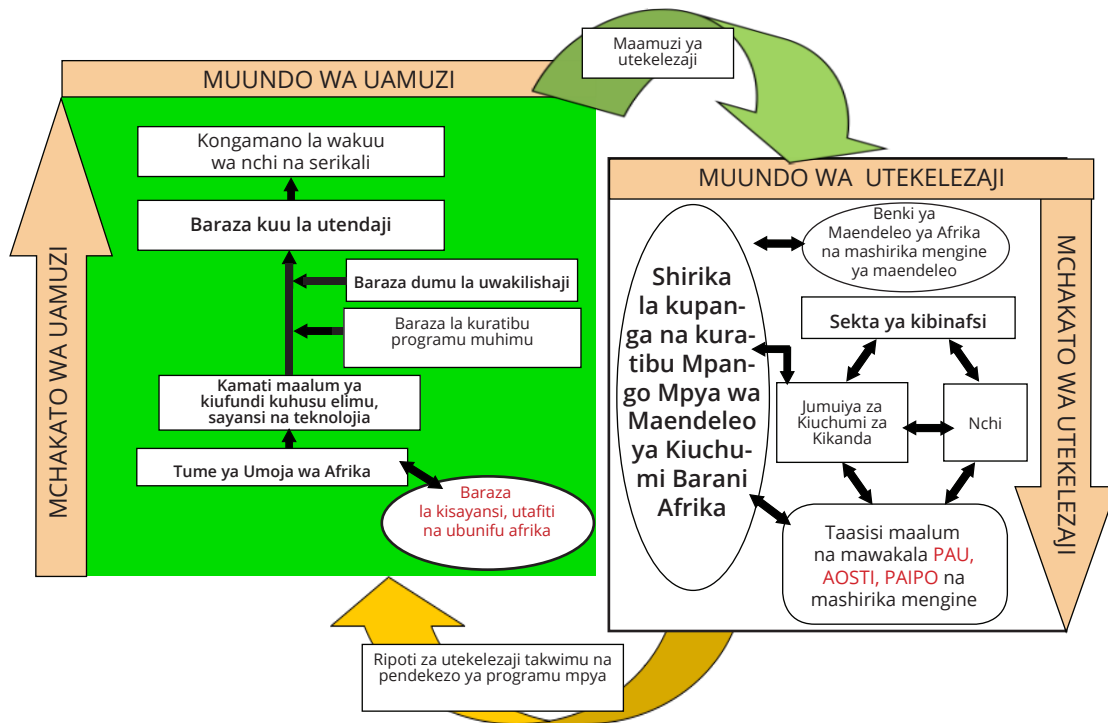 Maamuzi ya
utekelezaji
MUUNDO WA UAMUZI
MCHAKATO WA UAMUZI
Kongamano la wakuu
wa nchi na serikali
Baraza kuu la utendaji
Baraza dumu la uwakilishaji
Baraza la kuratibu
programu muhimu
Kamati maalum ya
kiufundi kuhusu elimu,
sayansi na teknolojia
Tume ya Umoja wa Afrika
Baraza
la kisayansi, utafiti
na ubunifu afrika
MUUNDO WA UTEKELEZAJI
MCHAKATO WA UTEKELEZAJI
Benki ya
Maendeleo ya Afrika
na mashirika mengine
ya maendeleo
Shirika
la kupan-
ga na kura-
tibu Mpan-
go Mpya wa
Maendeleo
ya Kiuchu-
mi Barani
Afrika
Sekta ya kibinafsi
Jumuiya za
Kiuchumi za
Kikanda
Nchi
Taasisi maalum
na mawakala PAU,
AOSTI, PAIPO na
mashirika mengine
Ripoti za utekelezaji takwimu na
pendekezo ya programu mpya